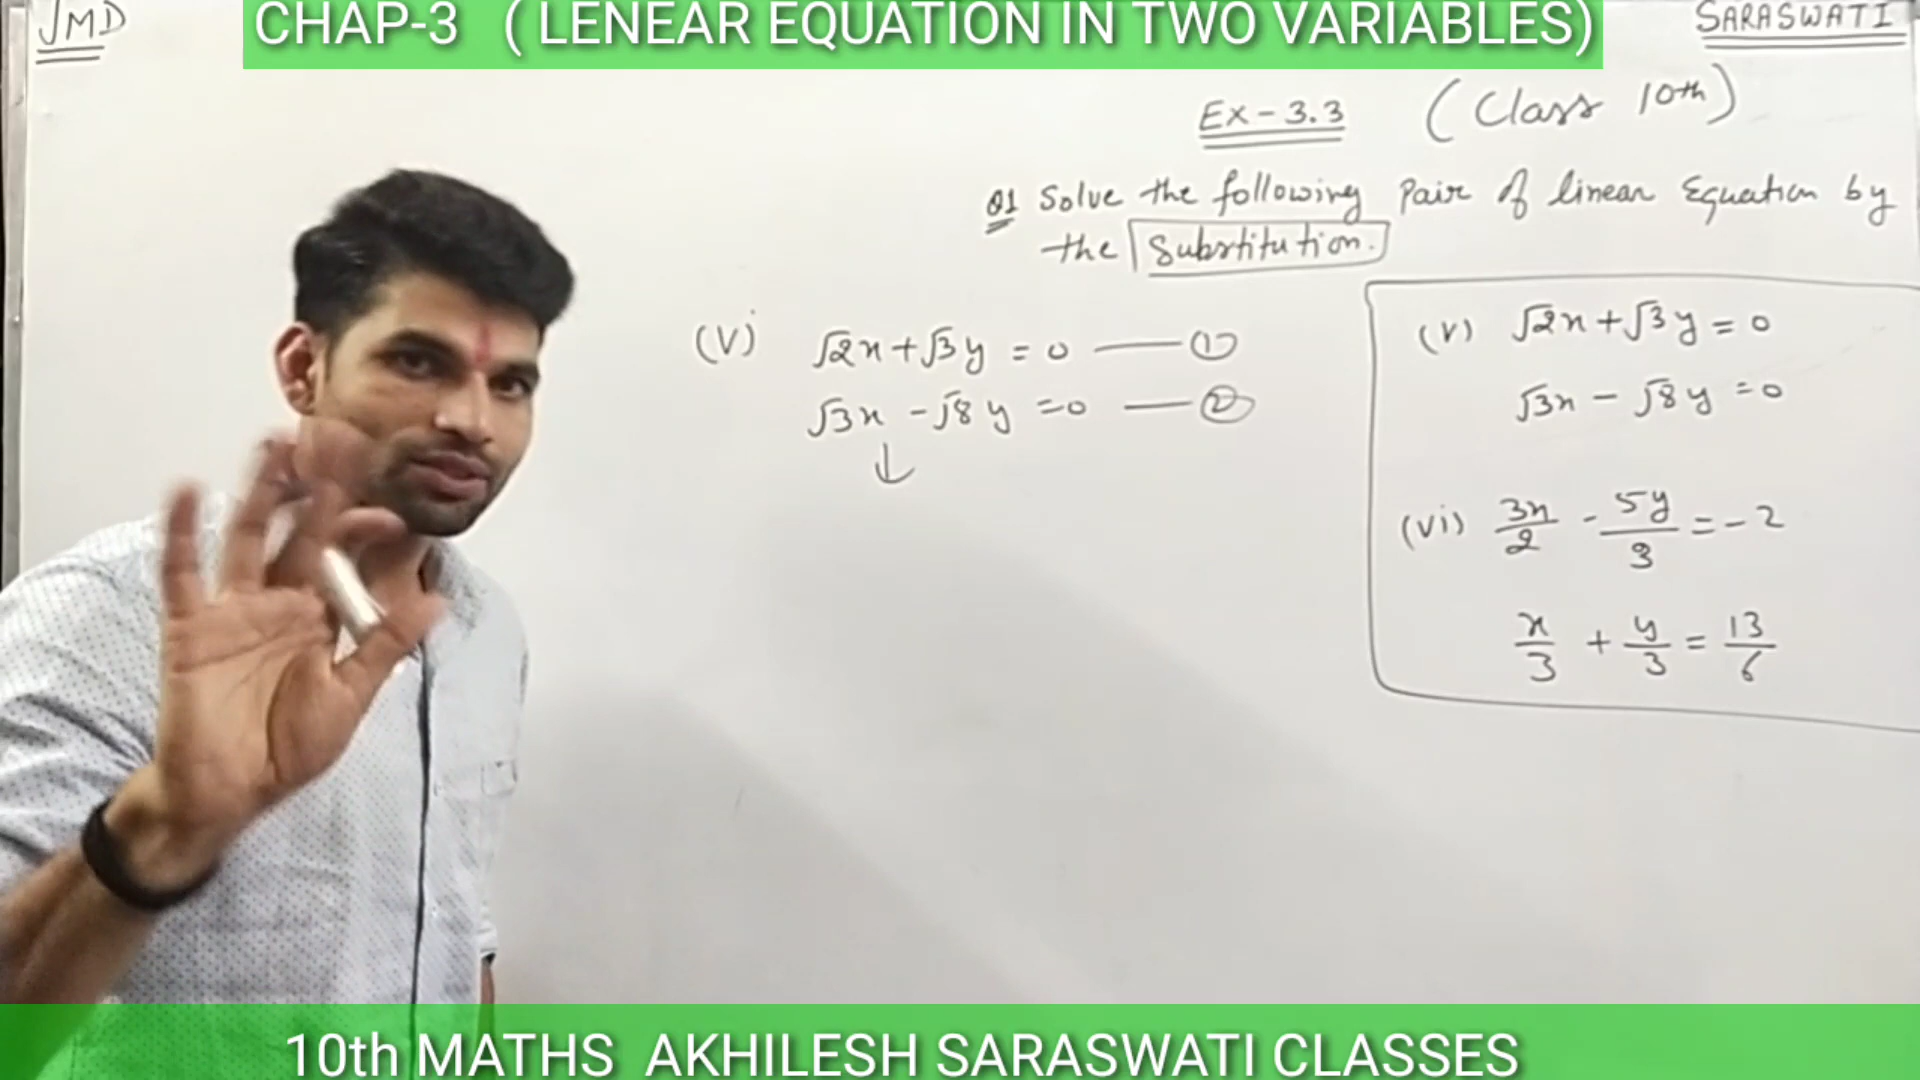 JMD
CHAP-3 ( LENEAR EQUATION IN TWO VARIABLES)
SARASWATI
Ex-3.3 (Class 10th)
Q1 Solve the following Pair of linear Equation by
the Substitution.
(V) √2x+√3y = 0 —— ①
√3x - √8y =0 —— ②
↓
(V) √2x+√3y = 0
√3x - √8y =0
(Vi) 3x/2 - 5y/3 = -2
x/3 + y/3 = 13/6
10th MATHS AKHILESH SARASWATI CLASSES